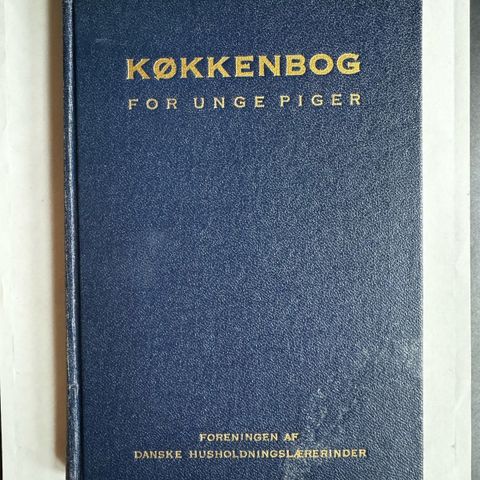 KØKKENBOG
FOR UNGE PIGER
FORENINGEN AF
DANSKE HUSHOLDNINGSLÆRERINDER